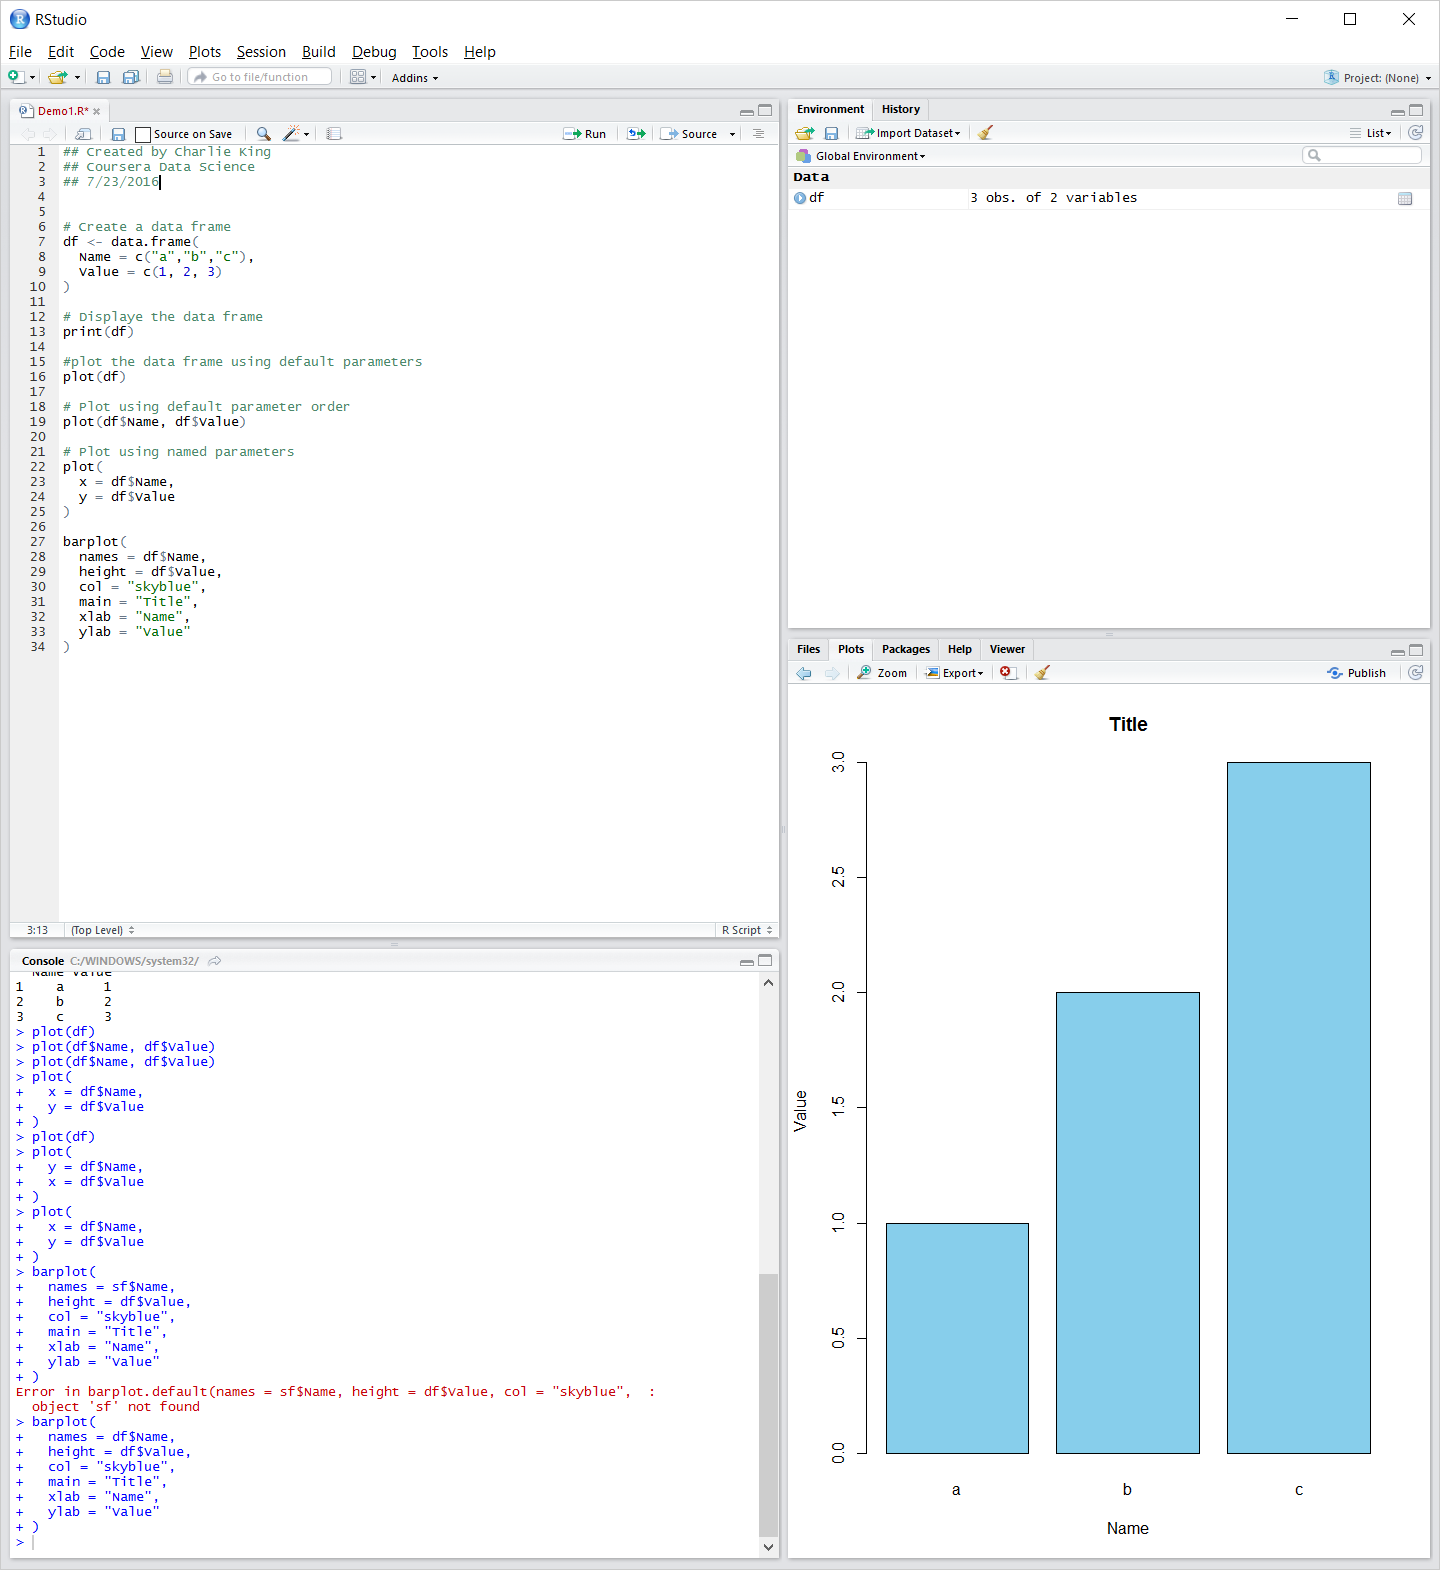 RStudio
File Edit Code View Plots Session Build Debug Tools Help
Go to file/function Addins Project: (None)
Demo1.R*
Source on Save Run Source
1 ## Created by Charlie King
2 ## Coursera Data Science
3 ## 7/23/2016
4
5
6 # Create a data frame
7 df <- data.frame(
8 Name = c("a","b","c"),
9 Value = c(1, 2, 3)
10 )
11
12 # Displaye the data frame
13 print(df)
14
15 #plot the data frame using default parameters
16 plot(df)
17
18 # Plot using default parameter order
19 plot(df$Name, df$Value)
20
21 # Plot using named parameters
22 plot(
23 x = df$Name,
24 y = df$Value
25 )
26
27 barplot(
28 names = df$Name,
29 height = df$Value,
30 col = "skyblue",
31 main = "Title",
32 xlab = "Name",
33 ylab = "Value"
34 )
3:13 (Top Level) R Script
Console C:/WINDOWS/system32/
Name Value
1 a 1
2 b 2
3 c 3
> plot(df)
> plot(df$Name, df$Value)
> plot(df$Name, df$Value)
> plot(
+ x = df$Name,
+ y = df$Value
+ )
> plot(df)
> plot(
+ y = df$Name,
+ x = df$Value
+ )
> plot(
+ x = df$Name,
+ y = df$Value
+ )
> barplot(
+ names = sf$Name,
+ height = df$Value,
+ col = "skyblue",
+ main = "Title",
+ xlab = "Name",
+ ylab = "Value"
+ )
Error in barplot.default(names = sf$Name, height = df$Value, col = "skyblue", :
object 'sf' not found
> barplot(
+ names = df$Name,
+ height = df$Value,
+ col = "skyblue",
+ main = "Title",
+ xlab = "Name",
+ ylab = "Value"
+ )
>
Environment History
Import Dataset List
Global Environment
Data
df 3 obs. of 2 variables
Files Plots Packages Help Viewer
Zoom Export Publish
Title
3.0
2.5
2.0
1.5
1.0
0.5
0.0
Value
a b c
Name